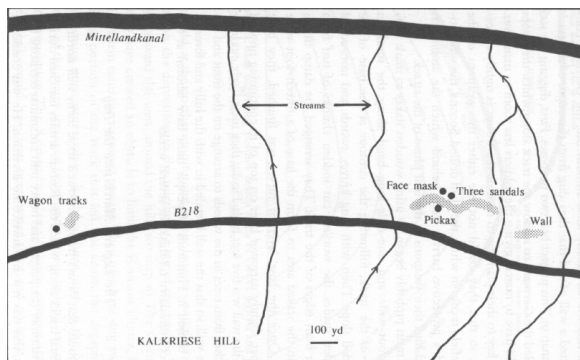 Mittellandkanal
Streams
Face mask
Three sandals
Wagon tracks
B218
Pickax
Wall
KALKRIESE HILL
100 yd